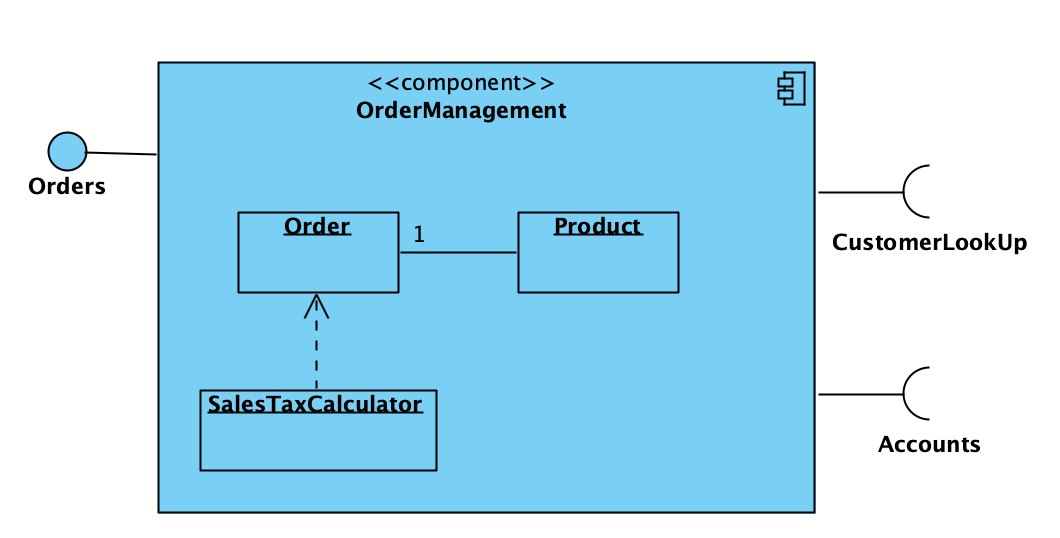 <<component>>
OrderManagement
Orders
Order
1
Product
CustomerLookUp
SalesTaxCalculator
Accounts